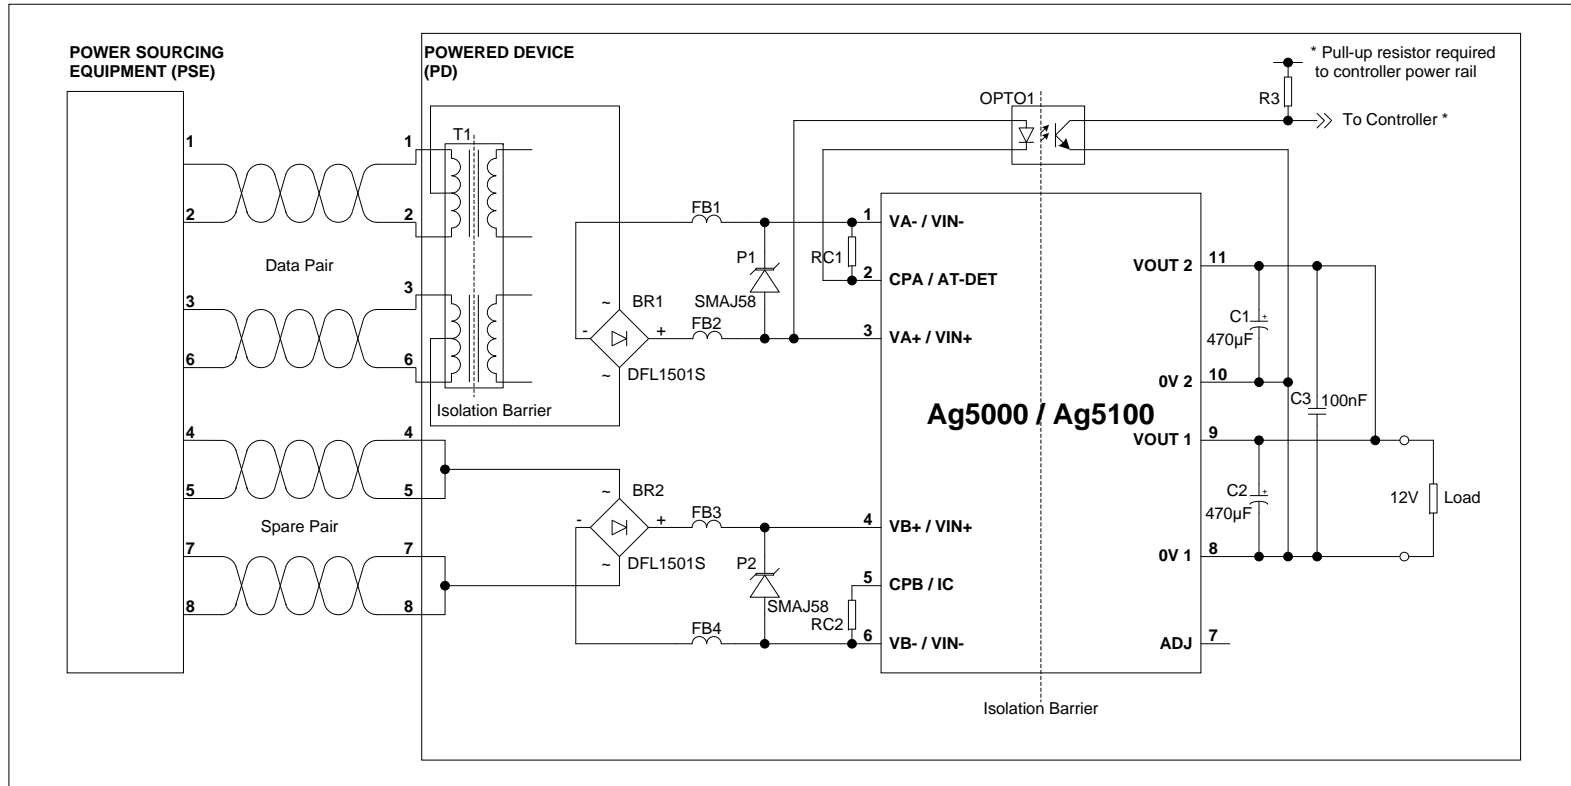 POWER SOURCING
EQUIPMENT (PSE)
POWERED DEVICE
(PD)
* Pull-up resistor required
to controller power rail
R3
To Controller *
OPTO1
T1
1
1
2
2
Data Pair
3
3
6
6
Isolation Barrier
4
4
5
5
Spare Pair
7
7
8
8
~
BR1
-
+
~
DFL1501S
FB1
P1
SMAJ58
FB2
RC1
1
VA- / VIN-
2
CPA / AT-DET
3
VA+ / VIN+
Ag5000 / Ag5100
~
BR2
-
+
~
DFL1501S
FB3
P2
SMAJ58
FB4
RC2
4
VB+ / VIN+
5
CPB / IC
6
VB- / VIN-
VOUT 2
11
0V 2
10
VOUT 1
9
0V 1
8
ADJ
7
C1
+
470µF
C3
100nF
C2
+
470µF
12V
Load
Isolation Barrier